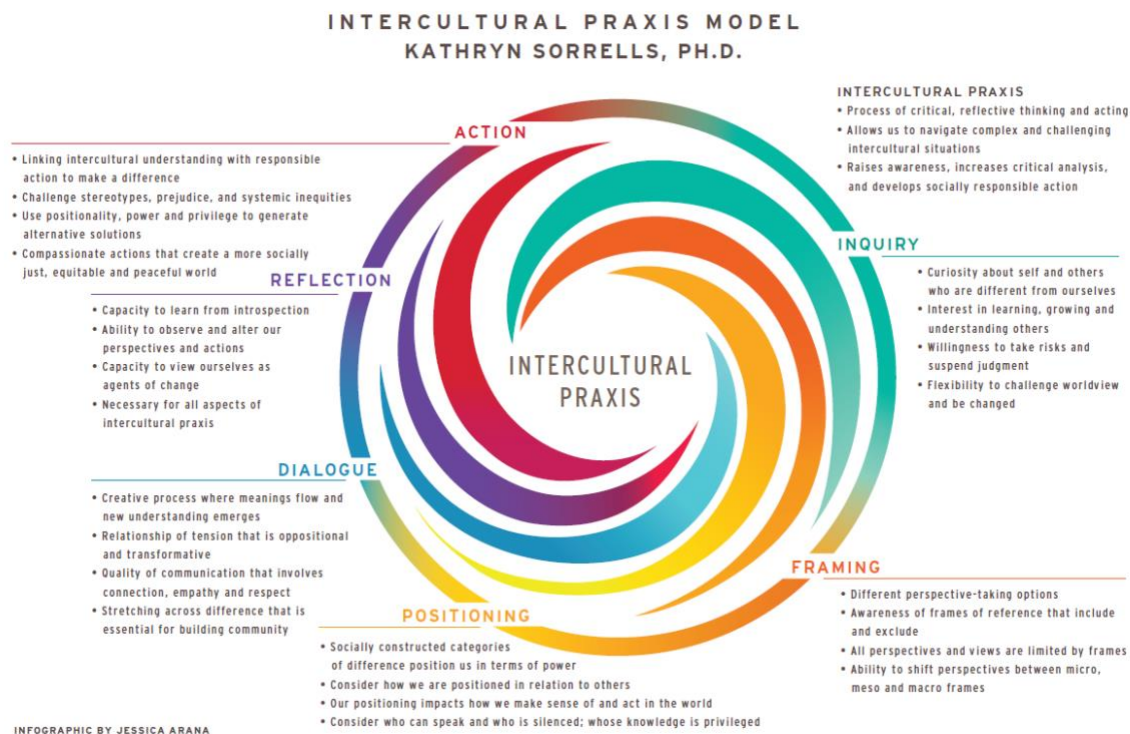 INTERCULTURAL PRAXIS MODEL
KATHRYN SORRELLS, PH.D.
INTERCULTURAL PRAXIS
• Process of critical, reflective thinking and acting
• Allows us to navigate complex and challenging
intercultural situations
• Raises awareness, increases critical analysis,
and develops socially responsible action
INQUIRY
• Curiosity about self and others
who are different from ourselves
• Interest in learning, growing and
understanding others
• Willingness to take risks and
suspend judgment
• Flexibility to challenge worldview
and be changed
FRAMING
• Different perspective-taking options
• Awareness of frames of reference that include
and exclude
• All perspectives and views are limited by frames
• Ability to shift perspectives between micro,
meso and macro frames
POSITIONING
• Socially constructed categories
of difference position us in terms of power
• Consider how we are positioned in relation to others
• Our positioning impacts how we make sense of and act in the world
• Consider who can speak and who is silenced; whose knowledge is privileged
DIALOGUE
• Creative process where meanings flow and
new understanding emerges
• Relationship of tension that is oppositional
and transformative
• Quality of communication that involves
connection, empathy and respect
• Stretching across difference that is
essential for building community
REFLECTION
• Capacity to learn from introspection
• Ability to observe and alter our
perspectives and actions
• Capacity to view ourselves as
agents of change
• Necessary for all aspects of
intercultural praxis
ACTION
• Linking intercultural understanding with responsible
action to make a difference
• Challenge stereotypes, prejudice, and systemic inequities
• Use positionality, power and privilege to generate
alternative solutions
• Compassionate actions that create a more socially
just, equitable and peaceful world
INTERCULTURAL
PRAXIS
INFOGRAPHIC BY JESSICA ARANA